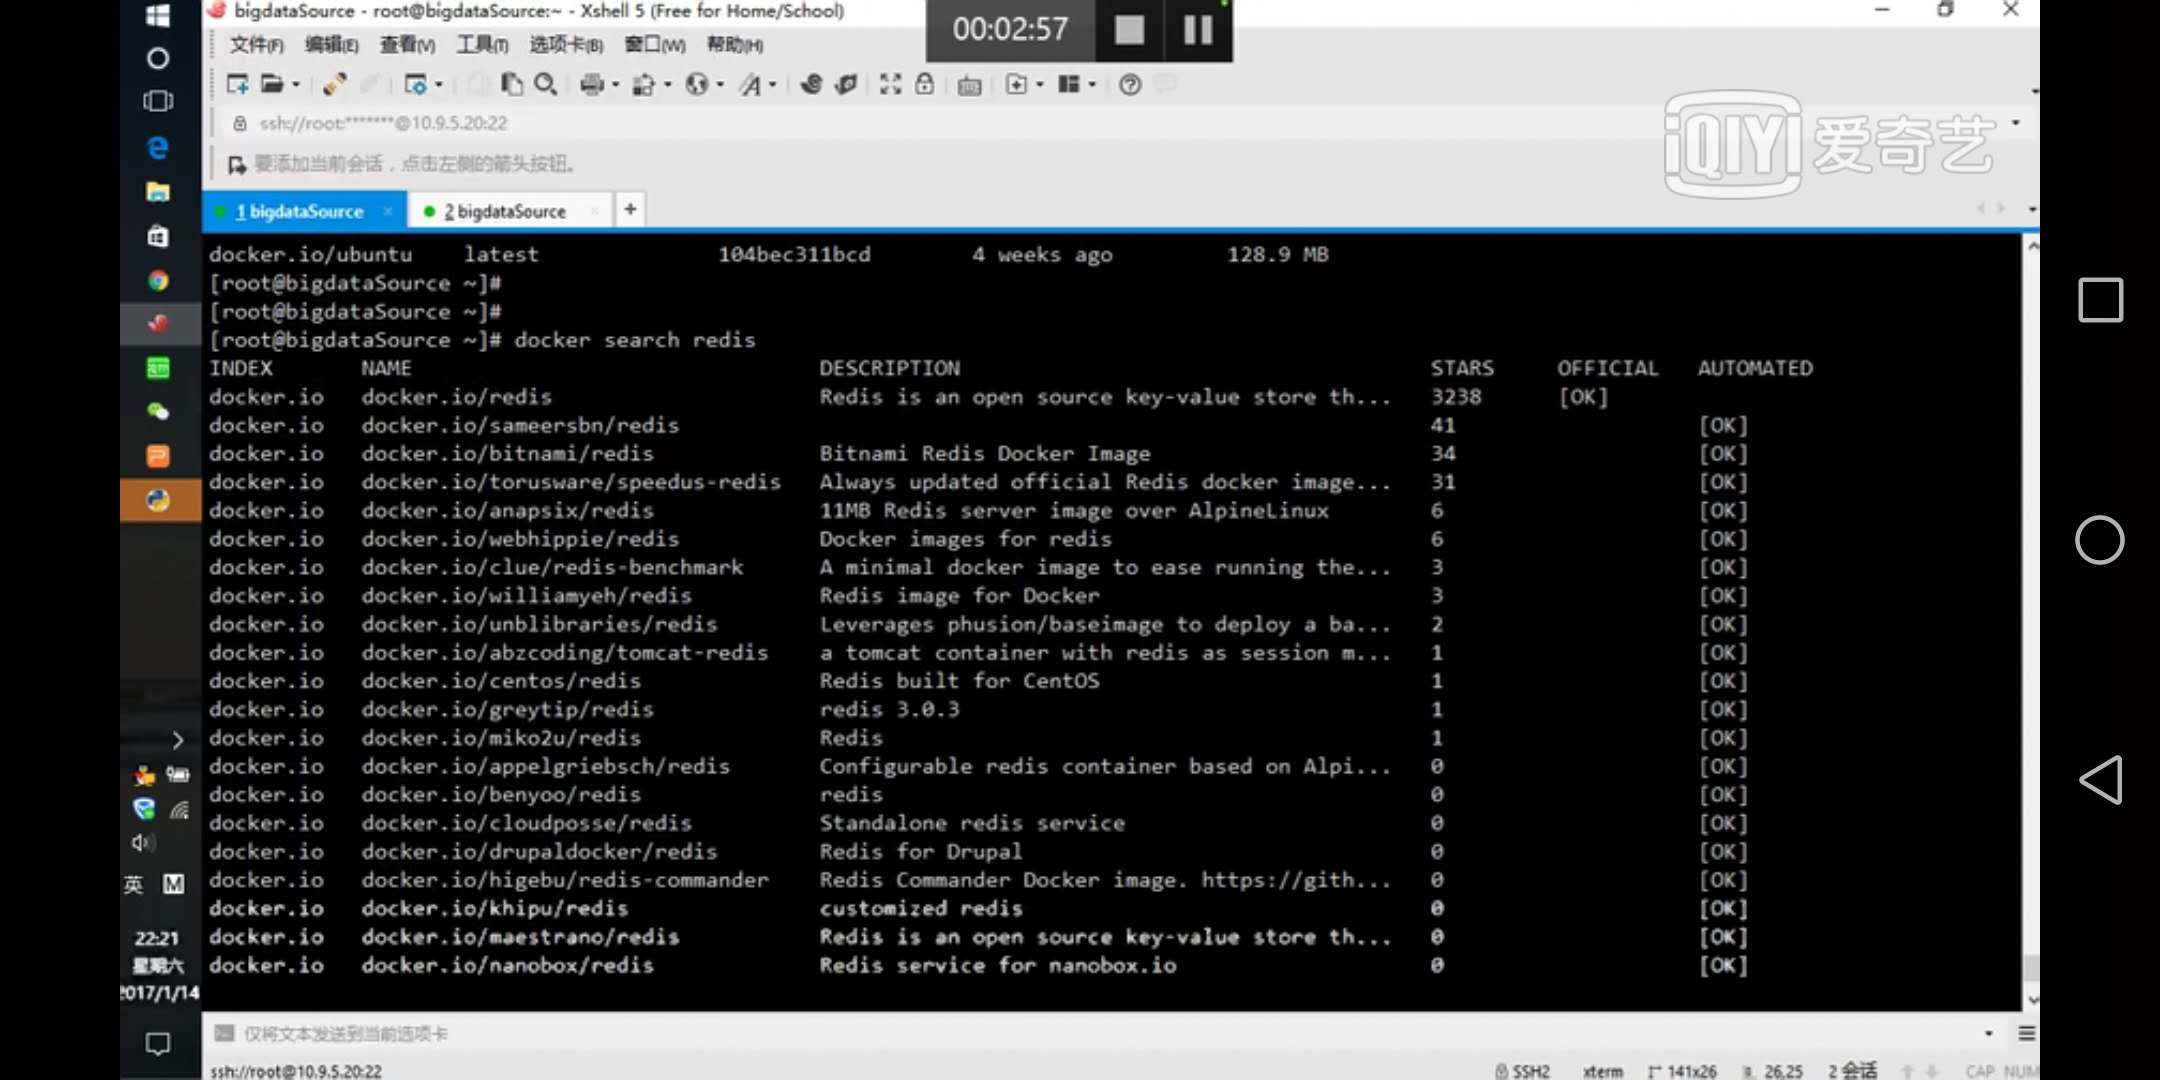 bigdataSource - root@bigdataSource:~ - Xshell 5 (Free for Home/School)
00:02:57
文件(F) 编辑(E) 查看(V) 工具(T) 选项卡(B) 窗口(W) 帮助(H)
ssh://root:*******@10.9.5.20:22
iQIYI 爱奇艺
要添加当前会话，点击左侧的箭头按钮。
1 bigdataSource × 2 bigdataSource × +
docker.io/ubuntu latest 104bec311bcd 4 weeks ago 128.9 MB
[root@bigdataSource ~]#
[root@bigdataSource ~]#
[root@bigdataSource ~]# docker search redis
INDEX NAME DESCRIPTION STARS OFFICIAL AUTOMATED
docker.io docker.io/redis Redis is an open source key-value store th... 3238 [OK]
docker.io docker.io/sameersbn/redis 41 [OK]
docker.io docker.io/bitnami/redis Bitnami Redis Docker Image 34 [OK]
docker.io docker.io/torusware/speedus-redis Always updated official Redis docker image... 31 [OK]
docker.io docker.io/anapsix/redis 11MB Redis server image over AlpineLinux 6 [OK]
docker.io docker.io/webhippie/redis Docker images for redis 6 [OK]
docker.io docker.io/clue/redis-benchmark A minimal docker image to ease running the... 3 [OK]
docker.io docker.io/williamyeh/redis Redis image for Docker 3 [OK]
docker.io docker.io/unblibraries/redis Leverages phusion/baseimage to deploy a ba... 2 [OK]
docker.io docker.io/abzcoding/tomcat-redis a tomcat container with redis as session m... 1 [OK]
docker.io docker.io/centos/redis Redis built for CentOS 1 [OK]
docker.io docker.io/greytip/redis redis 3.0.3 1 [OK]
docker.io docker.io/miko2u/redis Redis 1 [OK]
docker.io docker.io/appelgriebsch/redis Configurable redis container based on Alpi... 0 [OK]
docker.io docker.io/benyoo/redis redis 0 [OK]
docker.io docker.io/cloudposse/redis Standalone redis service 0 [OK]
docker.io docker.io/drupaldocker/redis Redis for Drupal 0 [OK]
docker.io docker.io/higebu/redis-commander Redis Commander Docker image. https://gith... 0 [OK]
docker.io docker.io/khipu/redis customized redis 0 [OK]
docker.io docker.io/maestrano/redis Redis is an open source key-value store th... 0 [OK]
docker.io docker.io/nanobox/redis Redis service for nanobox.io 0 [OK]
英 M
22:21
星期六
2017/1/14
仅将文本发送到当前选项卡
ssh://root@10.9.5.20:22 SSH2 xterm 141x26 26,25 2 会话 CAP NUM